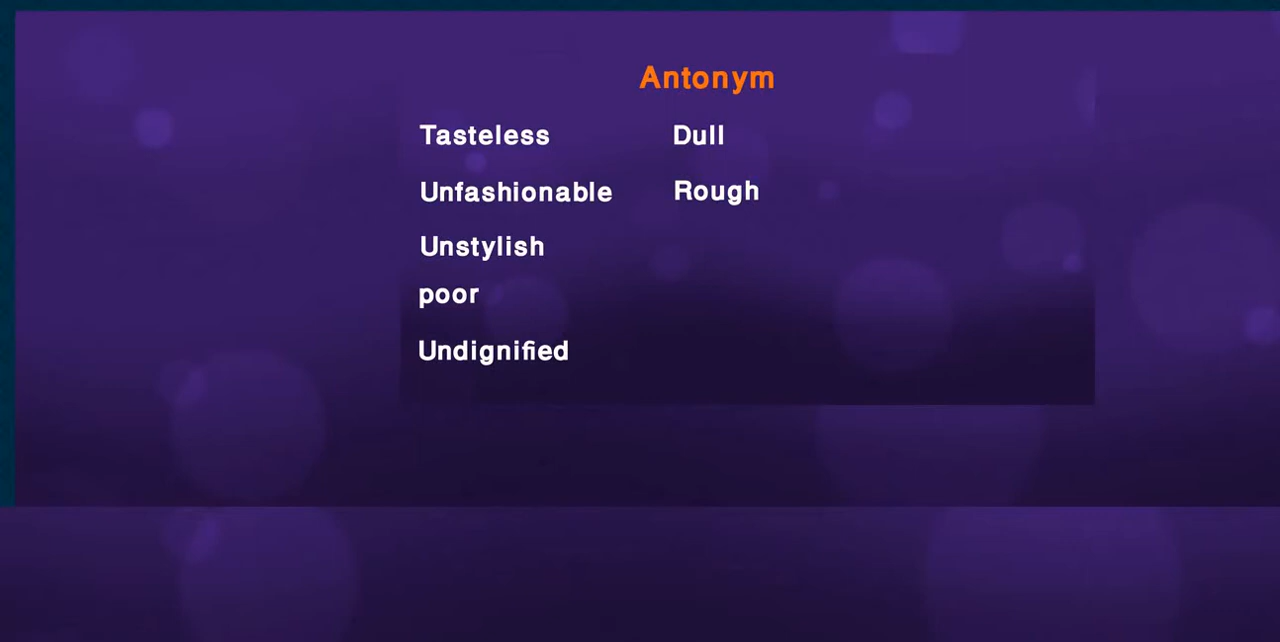 Antonym
Tasteless Dull
Unfashionable Rough
Unstylish
poor
Undignified